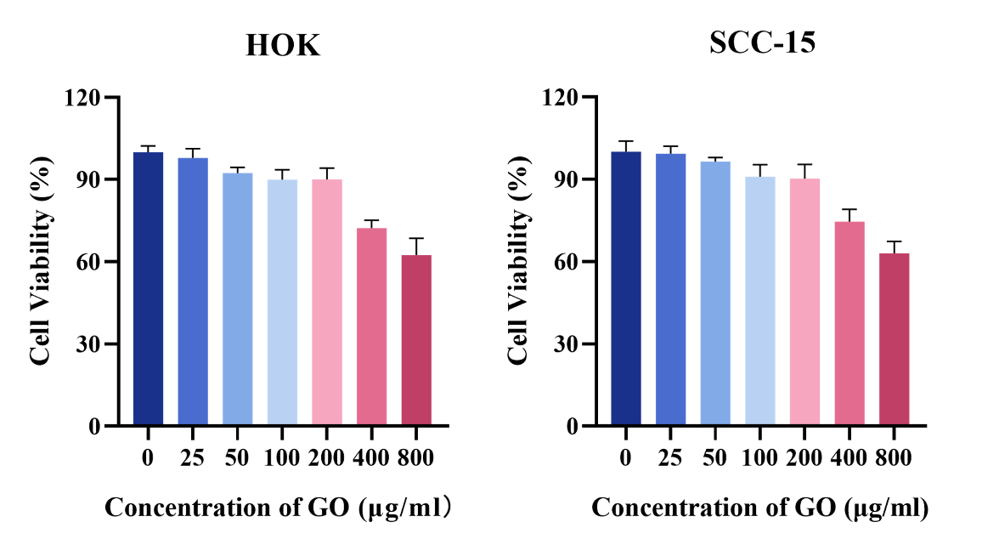 HOK
120
90
60
30
0
Cell Viability (%)
0 25 50 100 200 400 800
Concentration of GO (μg/ml）
SCC-15
120
90
60
30
0
Cell Viability (%)
0 25 50 100 200 400 800
Concentration of GO (μg/ml)